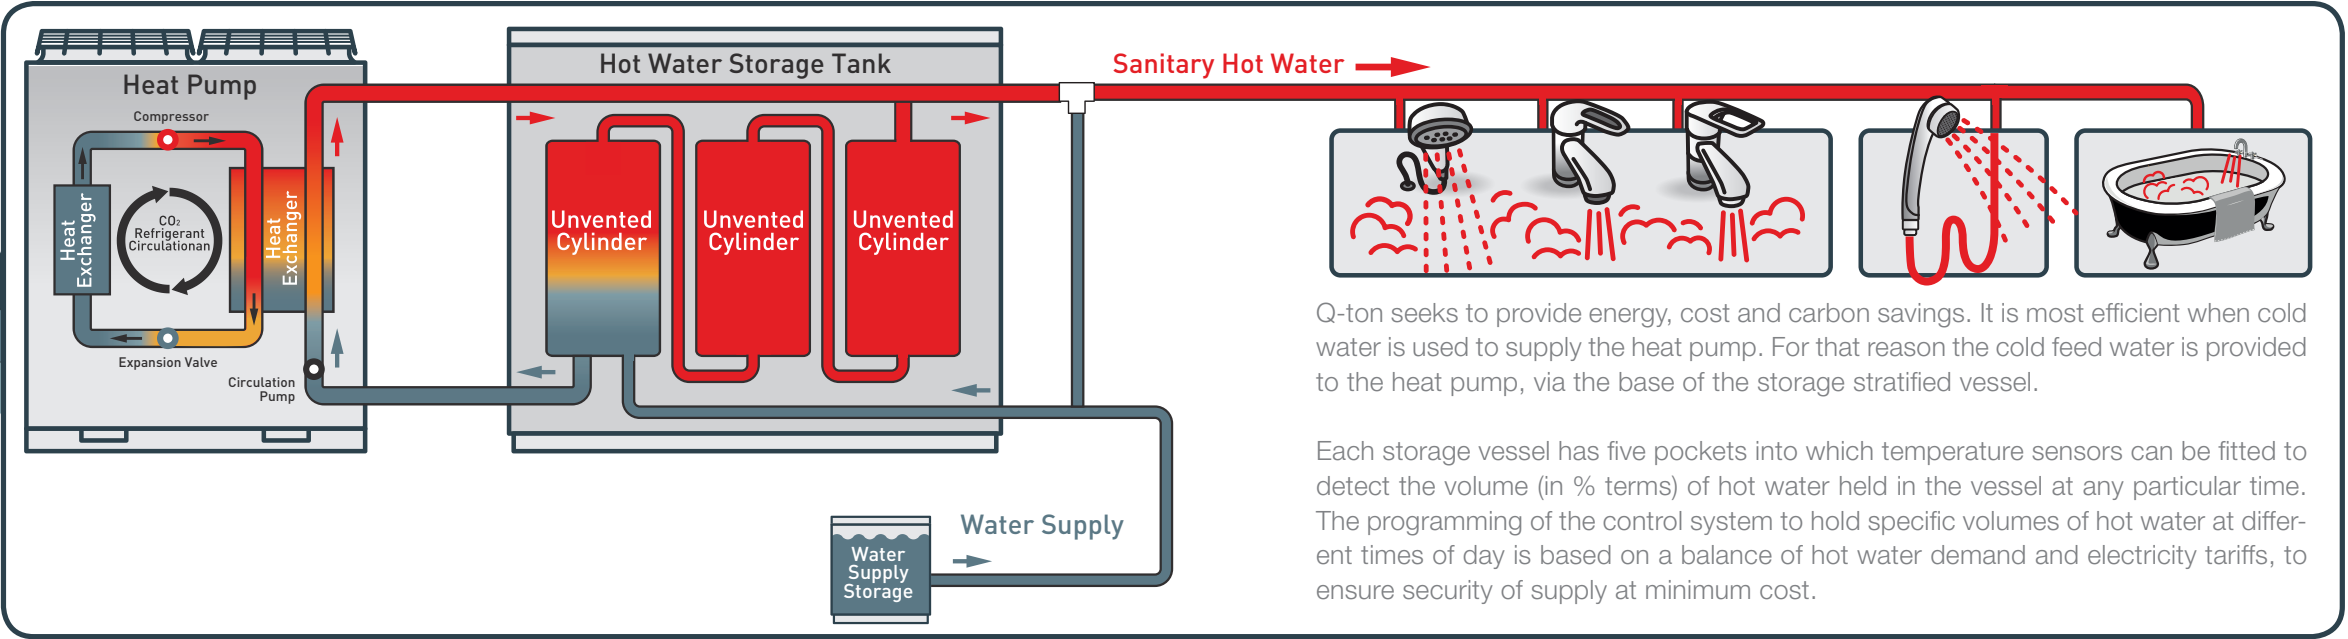 Heat Pump
Compressor
Heat
Exchanger
CO₂
Refrigerant
Circulationan
Heat
Exchanger
Expansion Valve
Circulation
Pump
Hot Water Storage Tank
Unvented
Cylinder
Unvented
Cylinder
Unvented
Cylinder
Sanitary Hot Water
Water Supply
Water
Supply
Storage
Q-ton seeks to provide energy, cost and carbon savings. It is most efficient when cold
water is used to supply the heat pump. For that reason the cold feed water is provided
to the heat pump, via the base of the storage stratified vessel.
Each storage vessel has five pockets into which temperature sensors can be fitted to
detect the volume (in % terms) of hot water held in the vessel at any particular time.
The programming of the control system to hold specific volumes of hot water at differ-
ent times of day is based on a balance of hot water demand and electricity tariffs, to
ensure security of supply at minimum cost.